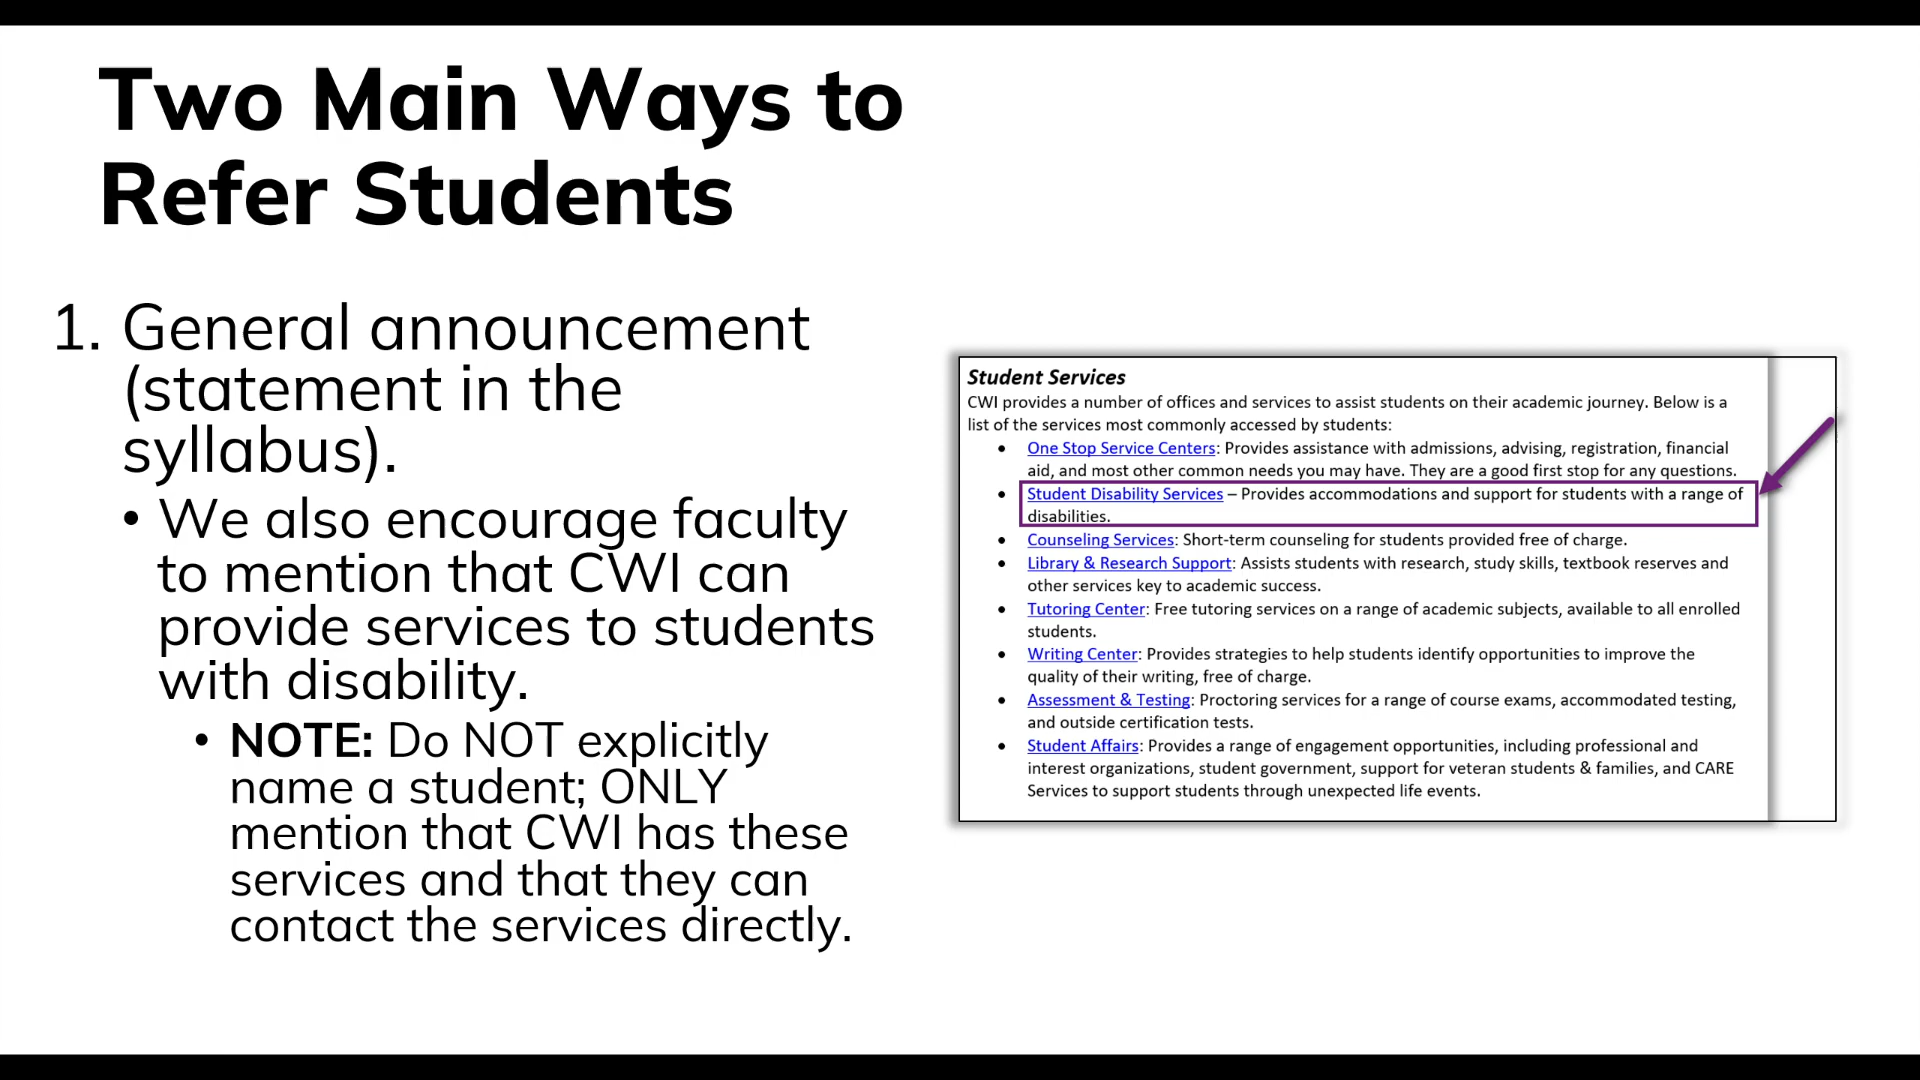 Two Main Ways to
Refer Students
1. General announcement
(statement in the
syllabus).
• We also encourage faculty
to mention that CWI can
provide services to students
with disability.
• NOTE: Do NOT explicitly
name a student; ONLY
mention that CWI has these
services and that they can
contact the services directly.
Student Services
CWI provides a number of offices and services to assist students on their academic journey. Below is a
list of the services most commonly accessed by students:
• One Stop Service Centers: Provides assistance with admissions, advising, registration, financial
aid, and most other common needs you may have. They are a good first stop for any questions.
• Student Disability Services – Provides accommodations and support for students with a range of
disabilities.
• Counseling Services: Short-term counseling for students provided free of charge.
• Library & Research Support: Assists students with research, study skills, textbook reserves and
other services key to academic success.
• Tutoring Center: Free tutoring services on a range of academic subjects, available to all enrolled
students.
• Writing Center: Provides strategies to help students identify opportunities to improve the
quality of their writing, free of charge.
• Assessment & Testing: Proctoring services for a range of course exams, accommodated testing,
and outside certification tests.
• Student Affairs: Provides a range of engagement opportunities, including professional and
interest organizations, student government, support for veteran students & families, and CARE
Services to support students through unexpected life events.